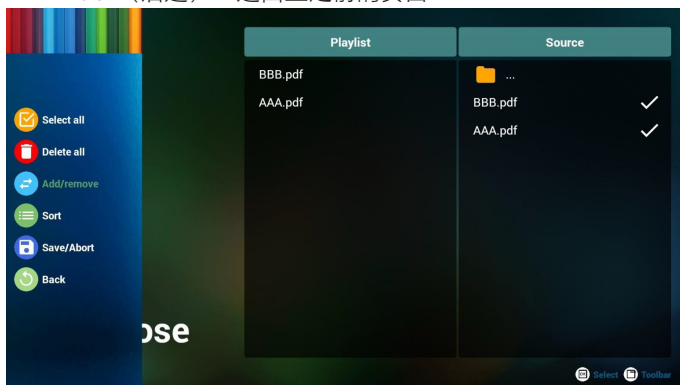 Playlist
Source
BBB.pdf
AAA.pdf
...
BBB.pdf
AAA.pdf
Select all
Delete all
Add/remove
Sort
Save/Abort
Back
ose
OK Select
Toolbar